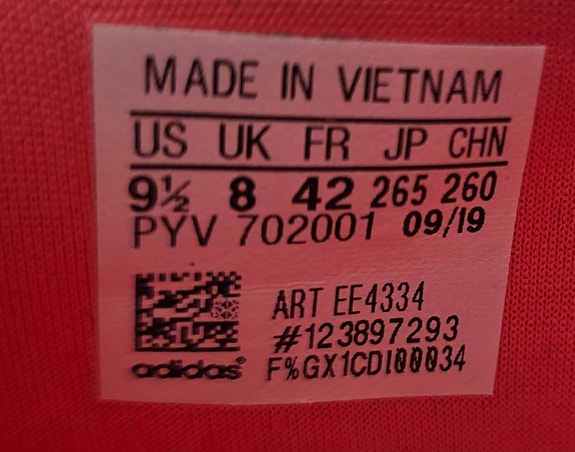 MADE IN VIETNAM
US UK FR JP CHN
9½ 8 42 265 260
PYV 702001 09/19
ART EE4334
#123897293
adidas® F%GX1CDI00034